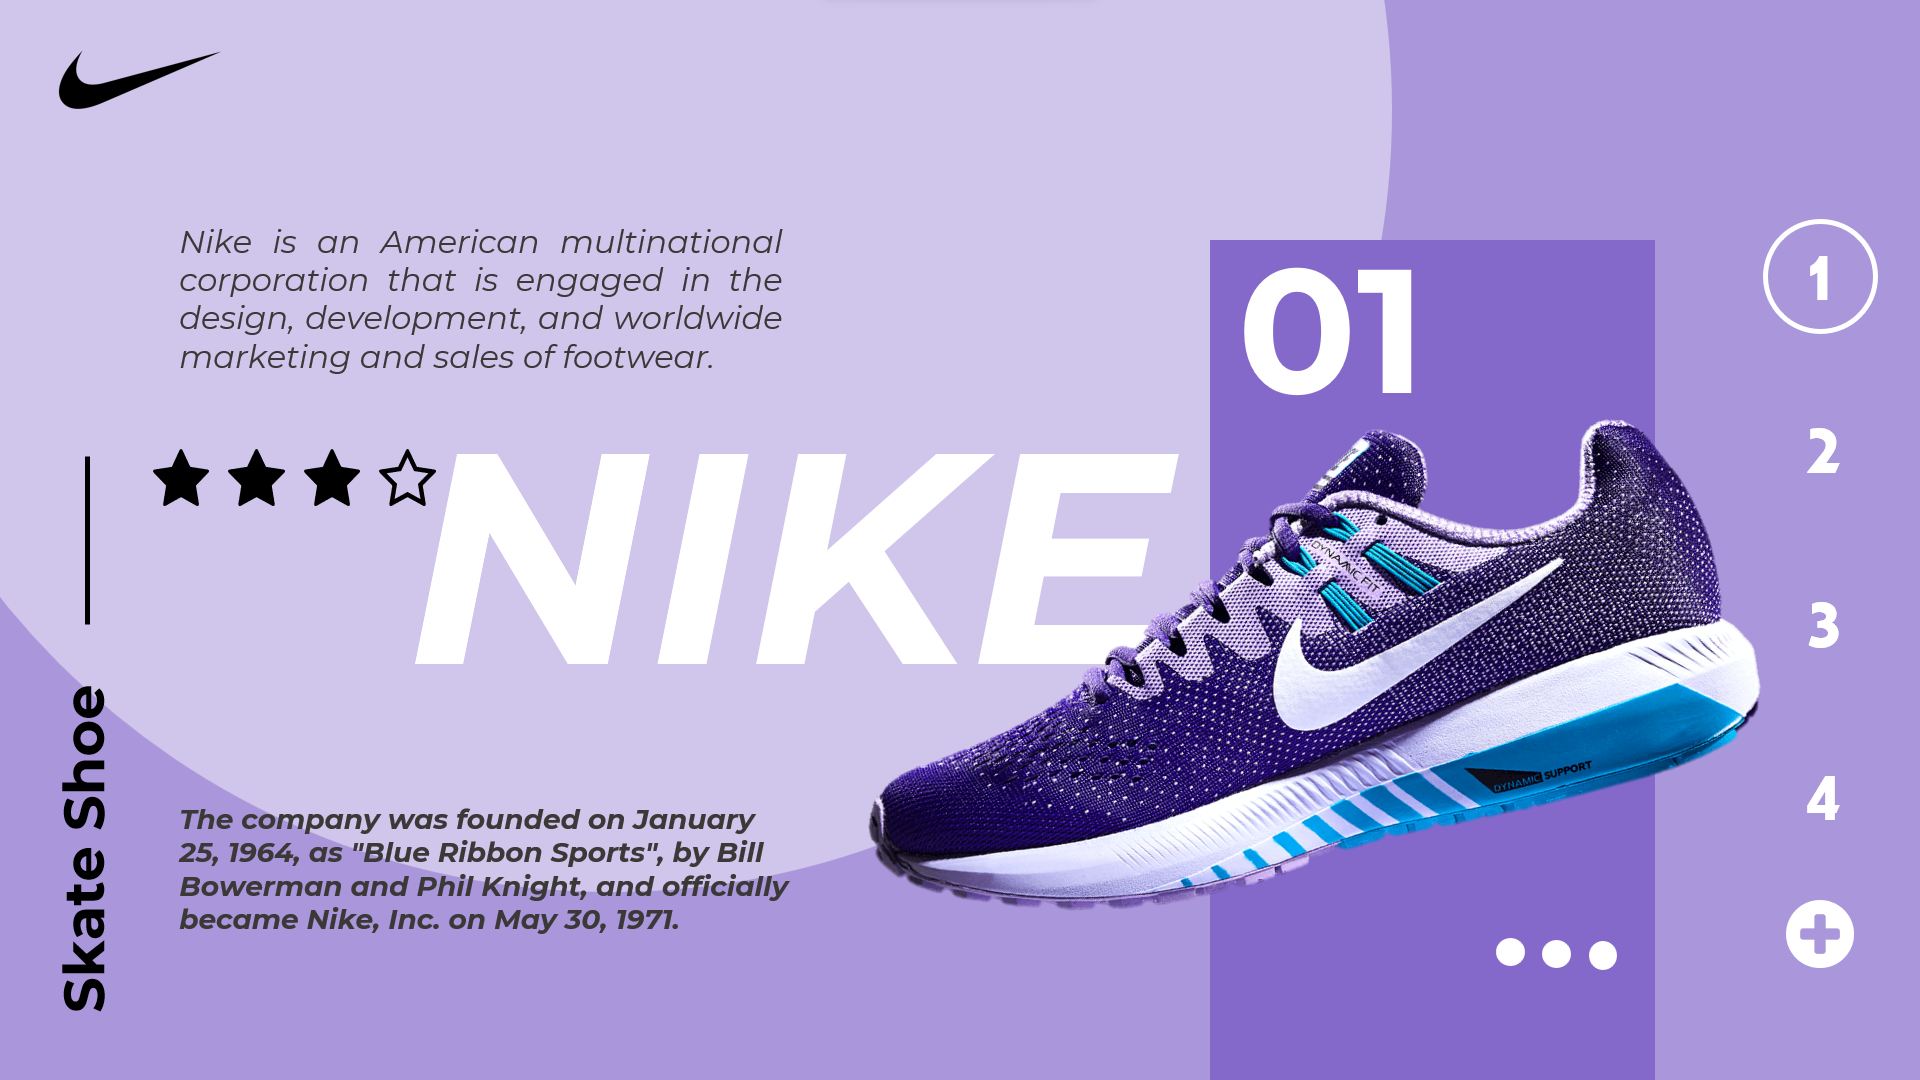 Nike is an American multinational
corporation that is engaged in the
design, development, and worldwide
marketing and sales of footwear.
01
1
2
3
4
NIKE
DYNAMIC FIT
DYNAMIC SUPPORT
Skate Shoe
The company was founded on January
25, 1964, as "Blue Ribbon Sports", by Bill
Bowerman and Phil Knight, and officially
became Nike, Inc. on May 30, 1971.